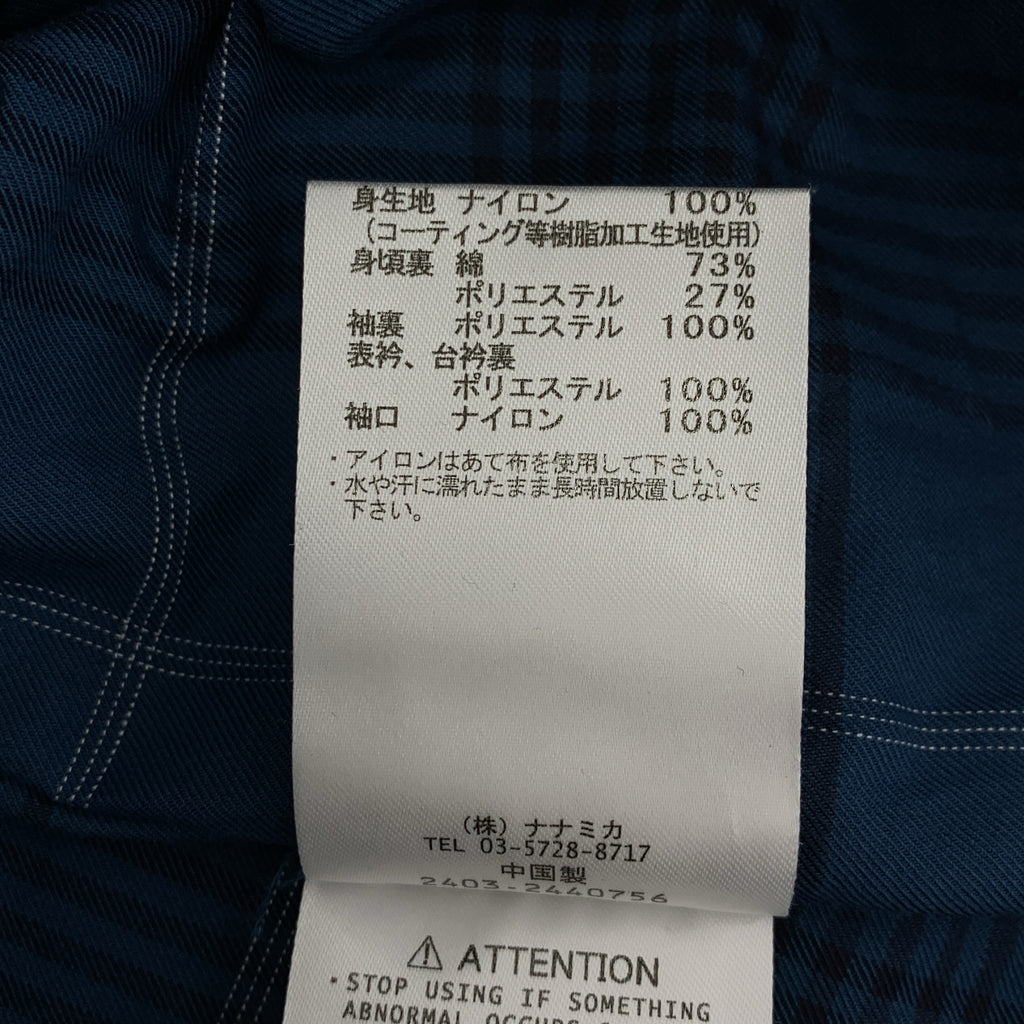 身生地 ナイロン 100%
（コーティング等樹脂加工生地使用）
身頃裏 綿 73%
ポリエステル 27%
袖裏 ポリエステル 100%
表衿、台衿裏
ポリエステル 100%
袖口 ナイロン 100%
・アイロンはあて布を使用して下さい。
・水や汗に濡れたまま長時間放置しないで
下さい。
（株）ナナミカ
TEL 03-5728-8717
中国製
2403-2440756
⚠ ATTENTION
・STOP USING IF SOMETHING
ABNORMAL OCCURS